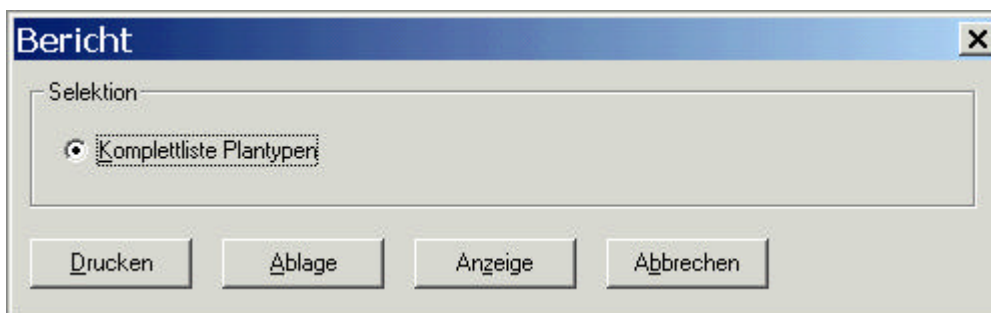 Bericht
Selektion
Komplettliste Plantypen
Drucken Ablage Anzeige Abbrechen